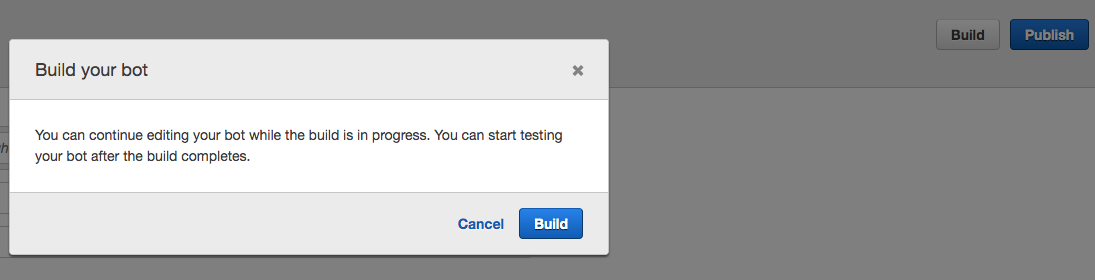 Build
Publish
Build your bot
You can continue editing your bot while the build is in progress. You can start testing
your bot after the build completes.
Cancel
Build